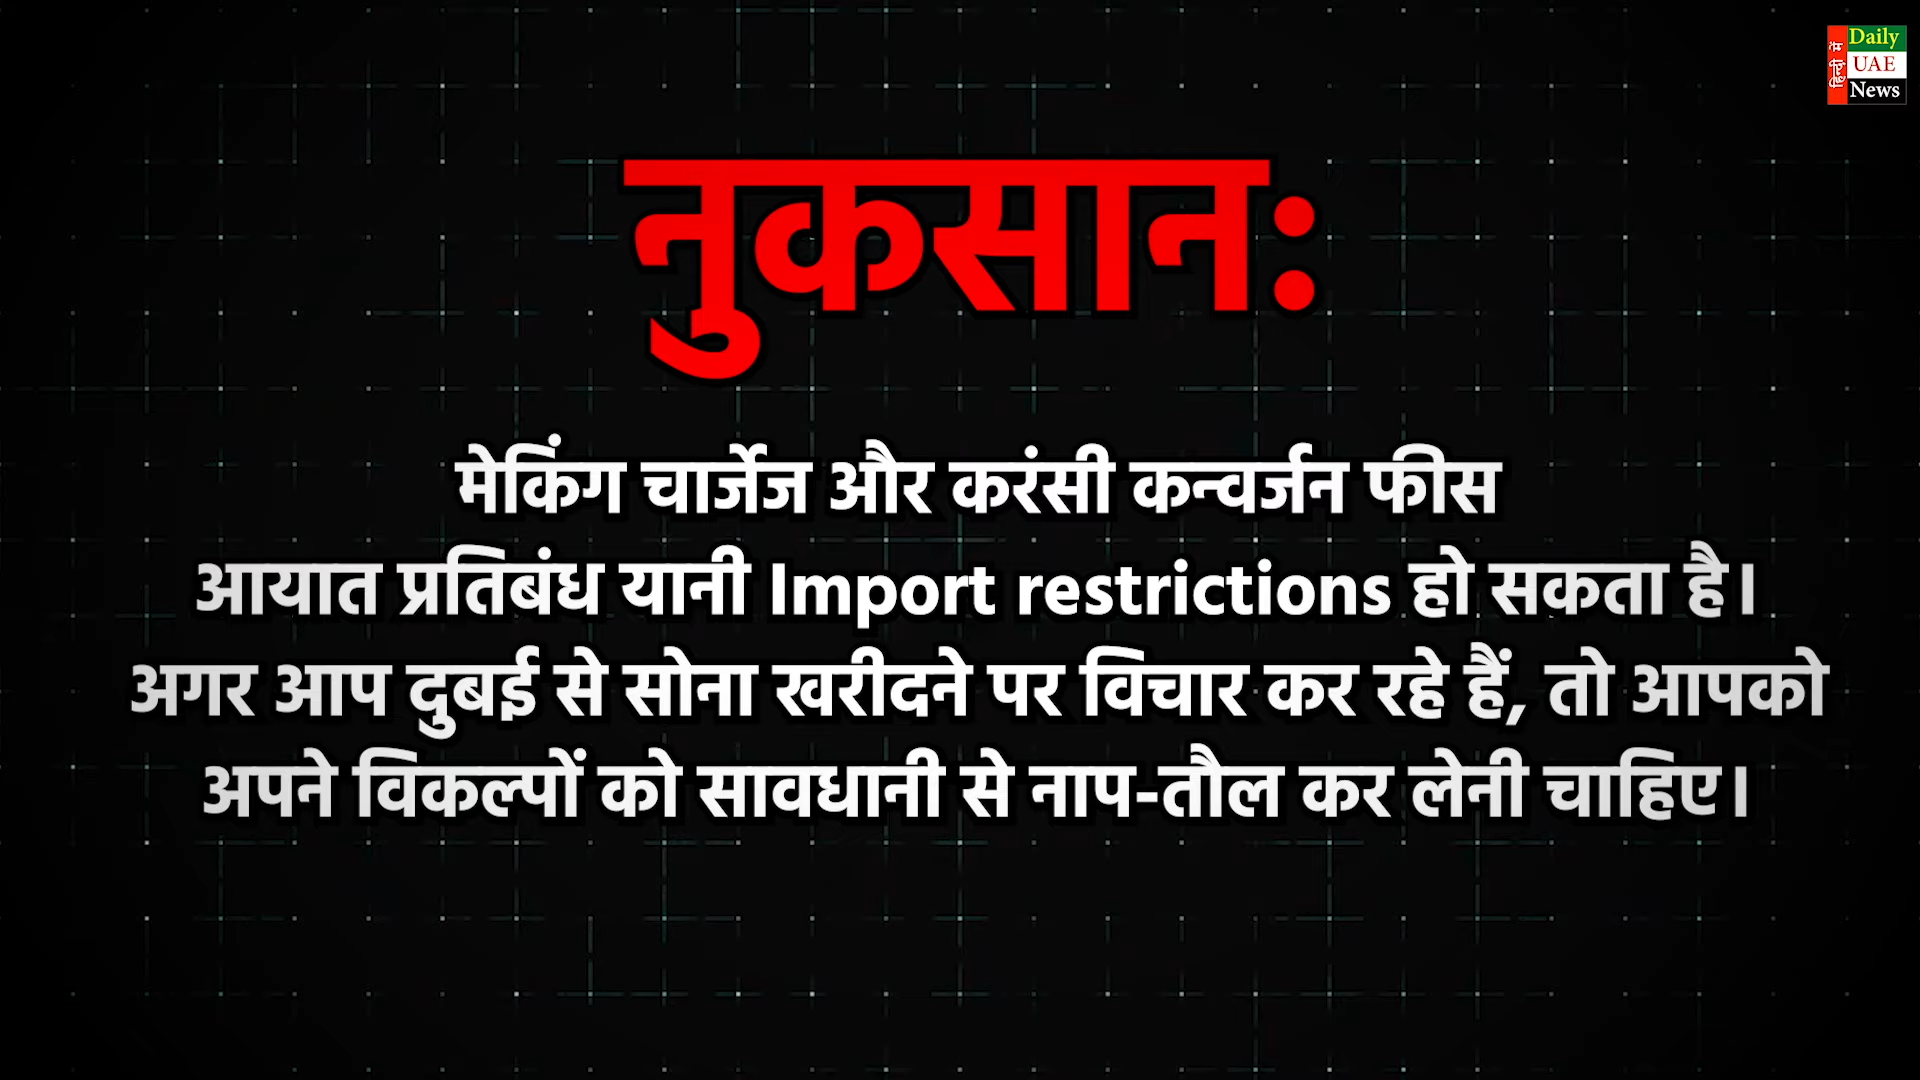 Daily
UAE
News
नुकसान:
मेकिंग चार्जेज और करंसी कन्वर्जन फीस
आयात प्रतिबंध यानी Import restrictions हो सकता है।
अगर आप दुबई से सोना खरीदने पर विचार कर रहे हैं, तो आपको
अपने विकल्पों को सावधानी से नाप-तौल कर लेनी चाहिए।